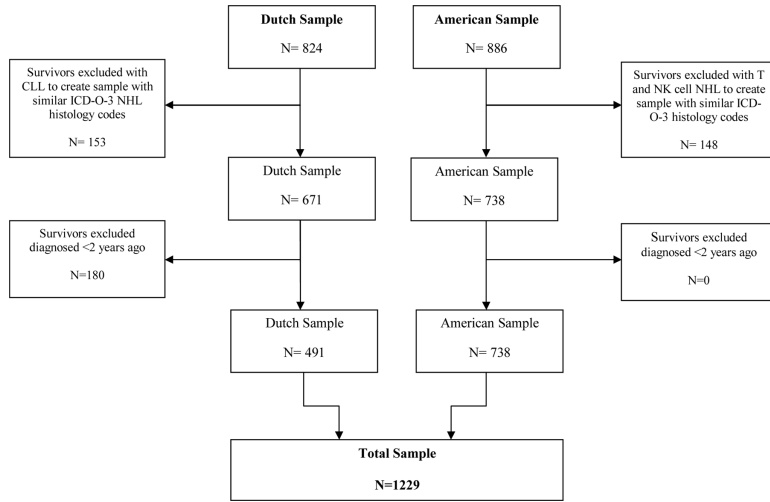 Dutch Sample
N= 824
American Sample
N= 886
Survivors excluded with
CLL to create sample with
similar ICD-O-3 NHL
histology codes
N= 153
Survivors excluded with T
and NK cell NHL to create
sample with similar ICD-
O-3 histology codes
N= 148
Dutch Sample
N= 671
American Sample
N= 738
Survivors excluded
diagnosed <2 years ago
N=180
Survivors excluded
diagnosed <2 years ago
N=0
Dutch Sample
N= 491
American Sample
N= 738
Total Sample
N=1229